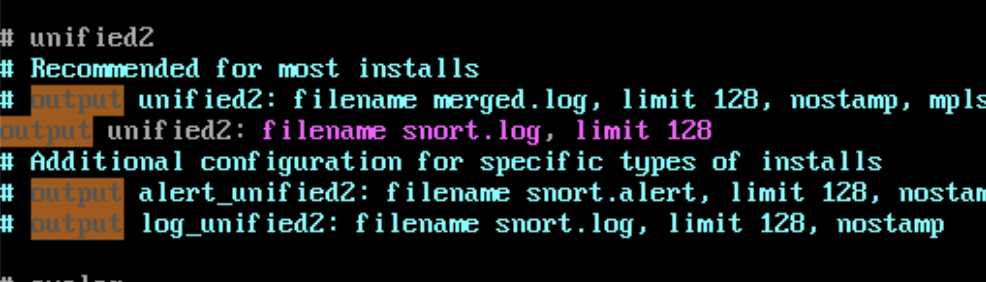 # unified2
# Recommended for most installs
# output unified2: filename merged.log, limit 128, nostamp, mpls
output unified2: filename snort.log, limit 128
# Additional configuration for specific types of installs
# output alert_unified2: filename snort.alert, limit 128, nostam
# output log_unified2: filename snort.log, limit 128, nostamp